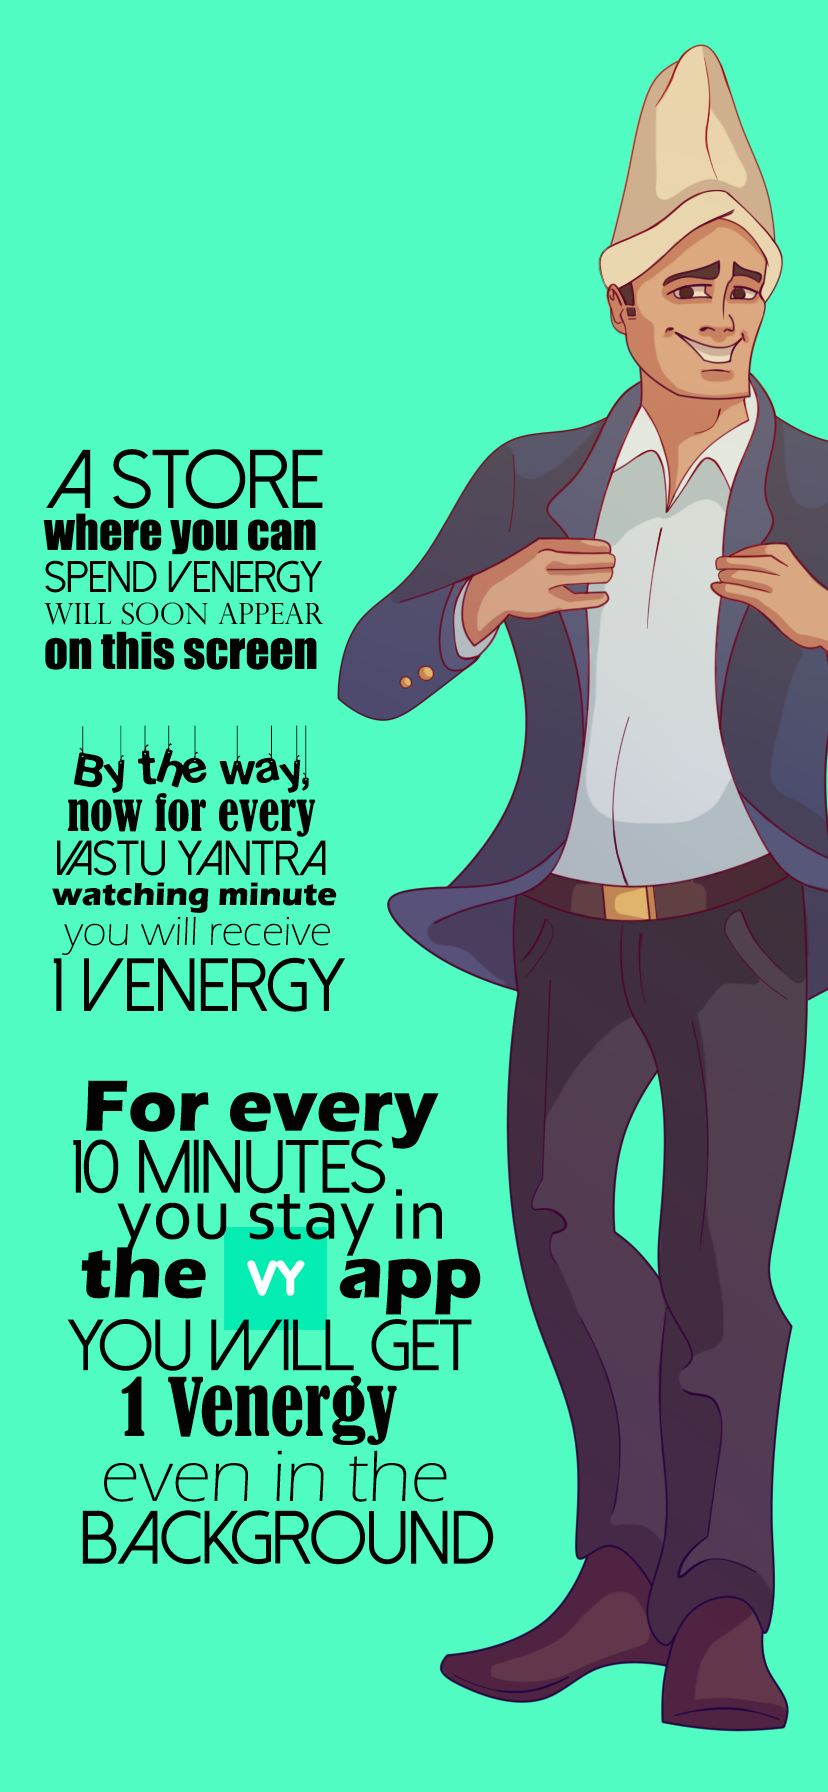 A STORE
where you can
SPEND VENERGY
WILL SOON APPEAR
on this screen
By the way,
now for every
VASTU YANTRA
watching minute
you will receive
1 VENERGY
For every
10 MINUTES
you stay in
the VY app
YOU WILL GET
1 Venergy
even in the
BACKGROUND